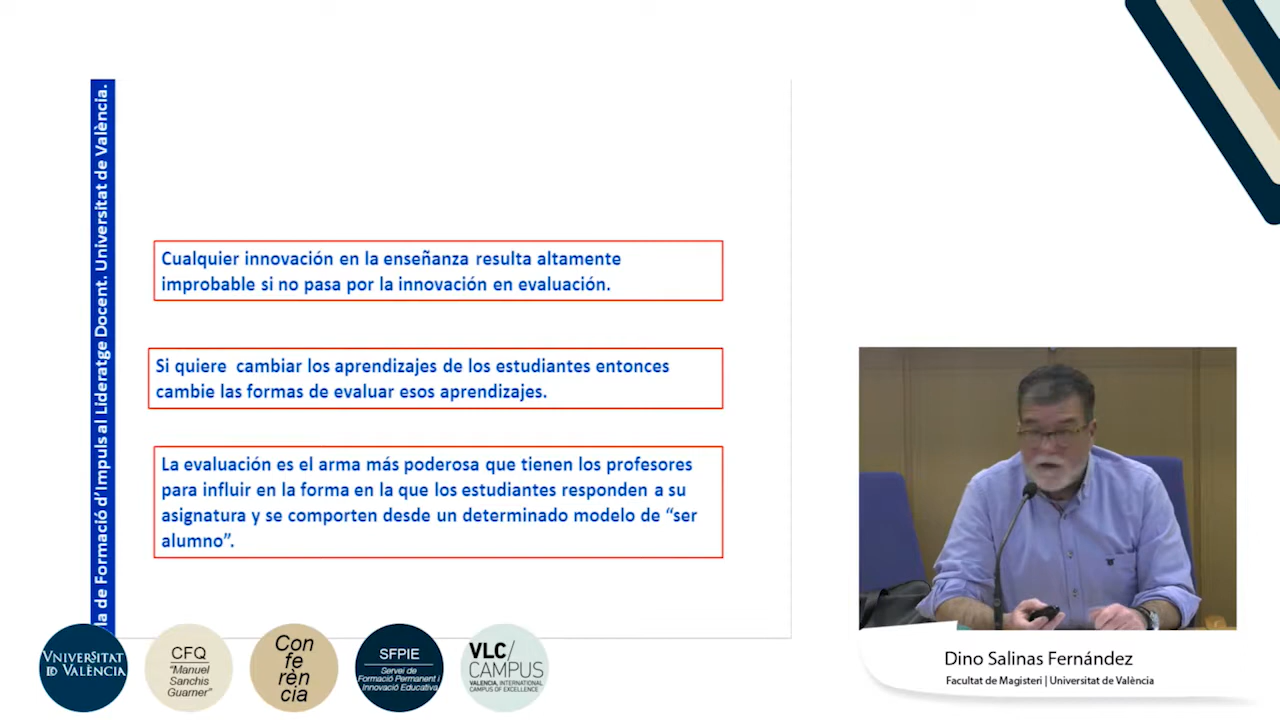 la de Formació d'Impuls al Lideratge Docent. Universitat de València.
Cualquier innovación en la enseñanza resulta altamente
improbable si no pasa por la innovación en evaluación.
Si quiere cambiar los aprendizajes de los estudiantes entonces
cambie las formas de evaluar esos aprendizajes.
La evaluación es el arma más poderosa que tienen los profesores
para influir en la forma en la que los estudiantes responden a su
asignatura y se comporten desde un determinado modelo de “ser
alumno”.
Dino Salinas Fernández
Facultat de Magisteri | Universitat de València
VNIVERSITAT
ID VALÈNCIA
CFQ
"Manuel
Sanchis
Guarner"
Con
fe
rèn
cia
SFPIE
Servei de
Formació Permanent i
Innovació Educativa
VLC/
CAMPUS
VALENCIA, INTERNATIONAL
CAMPUS OF EXCELLENCE